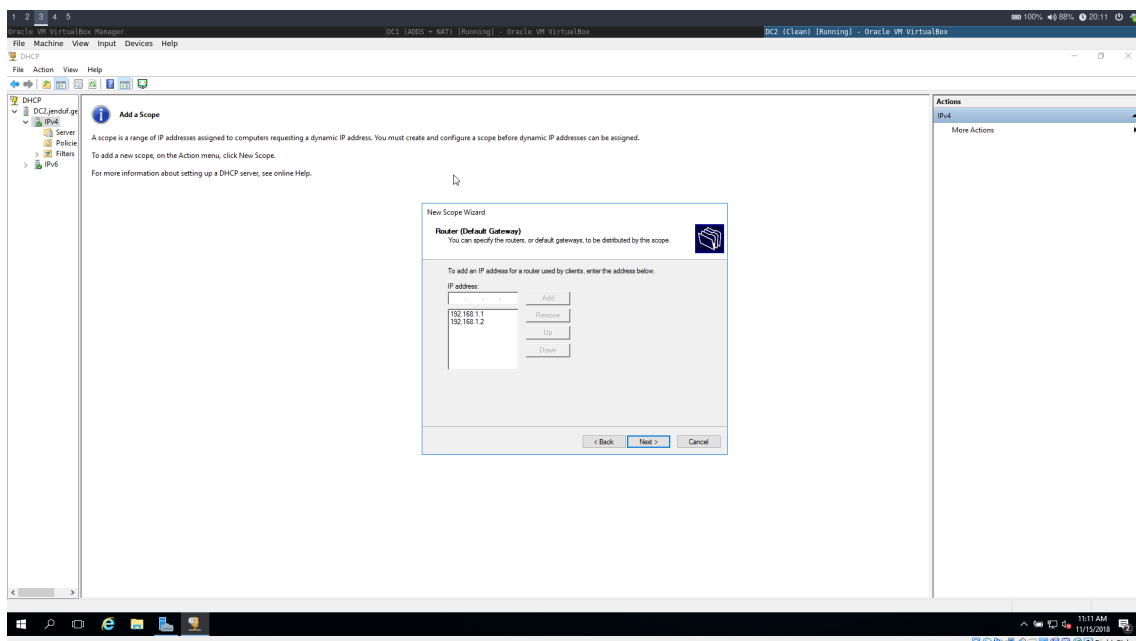 1 2 3 4 5
100% 88% 20:11
Oracle VM VirtualBox Manager
DC1 (ADDS + NAT) [Running] - Oracle VM VirtualBox
DC2 (Clean) [Running] - Oracle VM VirtualBox
File Machine View Input Devices Help
DHCP
File Action View Help
DHCP
DC2.jenduf.ge
IPv4
Server
Policie
Filters
IPv6
Add a Scope
A scope is a range of IP addresses assigned to computers requesting a dynamic IP address. You must create and configure a scope before dynamic IP addresses can be assigned.
To add a new scope, on the Action menu, click New Scope.
For more information about setting up a DHCP server, see online Help.
New Scope Wizard
Router (Default Gateway)
You can specify the routers, or default gateways, to be distributed by this scope.
To add an IP address for a router used by clients, enter the address below.
IP address:
Add
192.168.1.1
192.168.1.2
Remove
Up
Down
< Back
Next >
Cancel
Actions
IPv4
More Actions
11:11 AM
11/15/2018